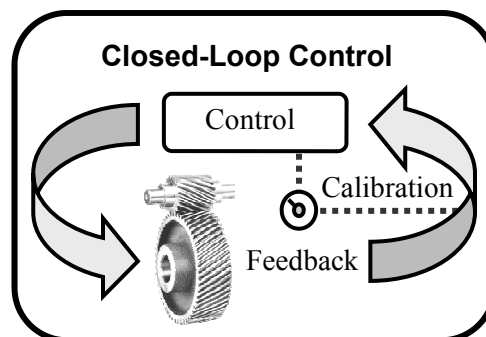 Closed-Loop Control
Control
Calibration
Feedback